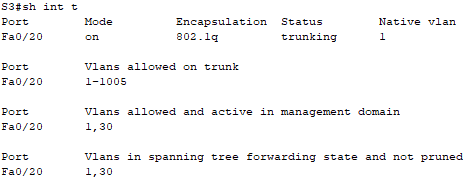 S3#sh int t
Port Mode Encapsulation Status Native vlan
Fa0/20 on 802.1q trunking 1
Port Vlans allowed on trunk
Fa0/20 1-1005
Port Vlans allowed and active in management domain
Fa0/20 1,30
Port Vlans in spanning tree forwarding state and not pruned
Fa0/20 1,30